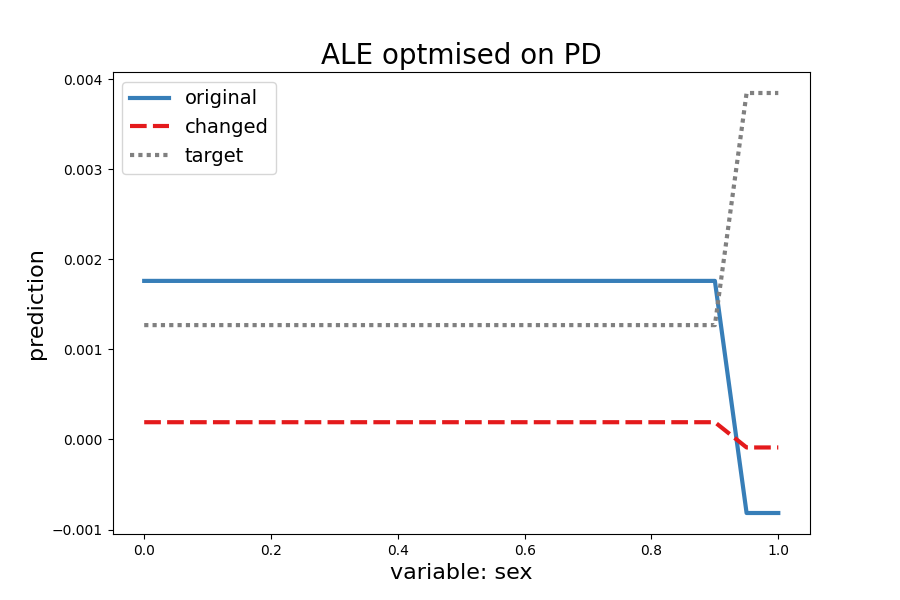 ALE optmised on PD
original
changed
target
0.004
0.003
0.002
0.001
0.000
−0.001
prediction
0.0 0.2 0.4 0.6 0.8 1.0
variable: sex